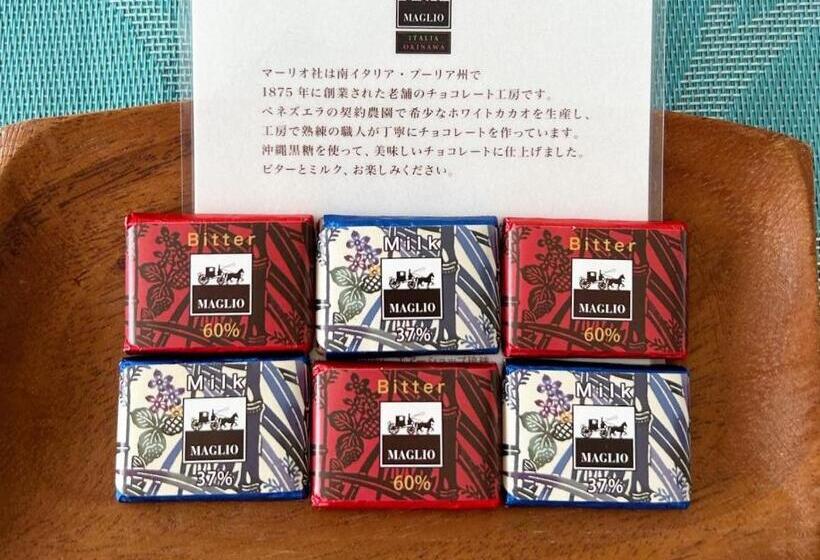 MAGLIO
ITALIA
OKINAWA
マーリオ社は南イタリア・プーリア州で
1875年に創業された老舗のチョコレート工房です。
ベネズエラの契約農園で希少なホワイトカカオを生産し、
工房で熟練の職人が丁寧にチョコレートを作っています。
沖縄黒糖を使って、美味しいチョコレートに仕上げました。
ビターとミルク、お楽しみください。
Bitter
MAGLIO
60%
Milk
MAGLIO
37%
Bitter
MAGLIO
60%
Milk
MAGLIO
37%
Bitter
MAGLIO
60%
Milk
MAGLIO
37%